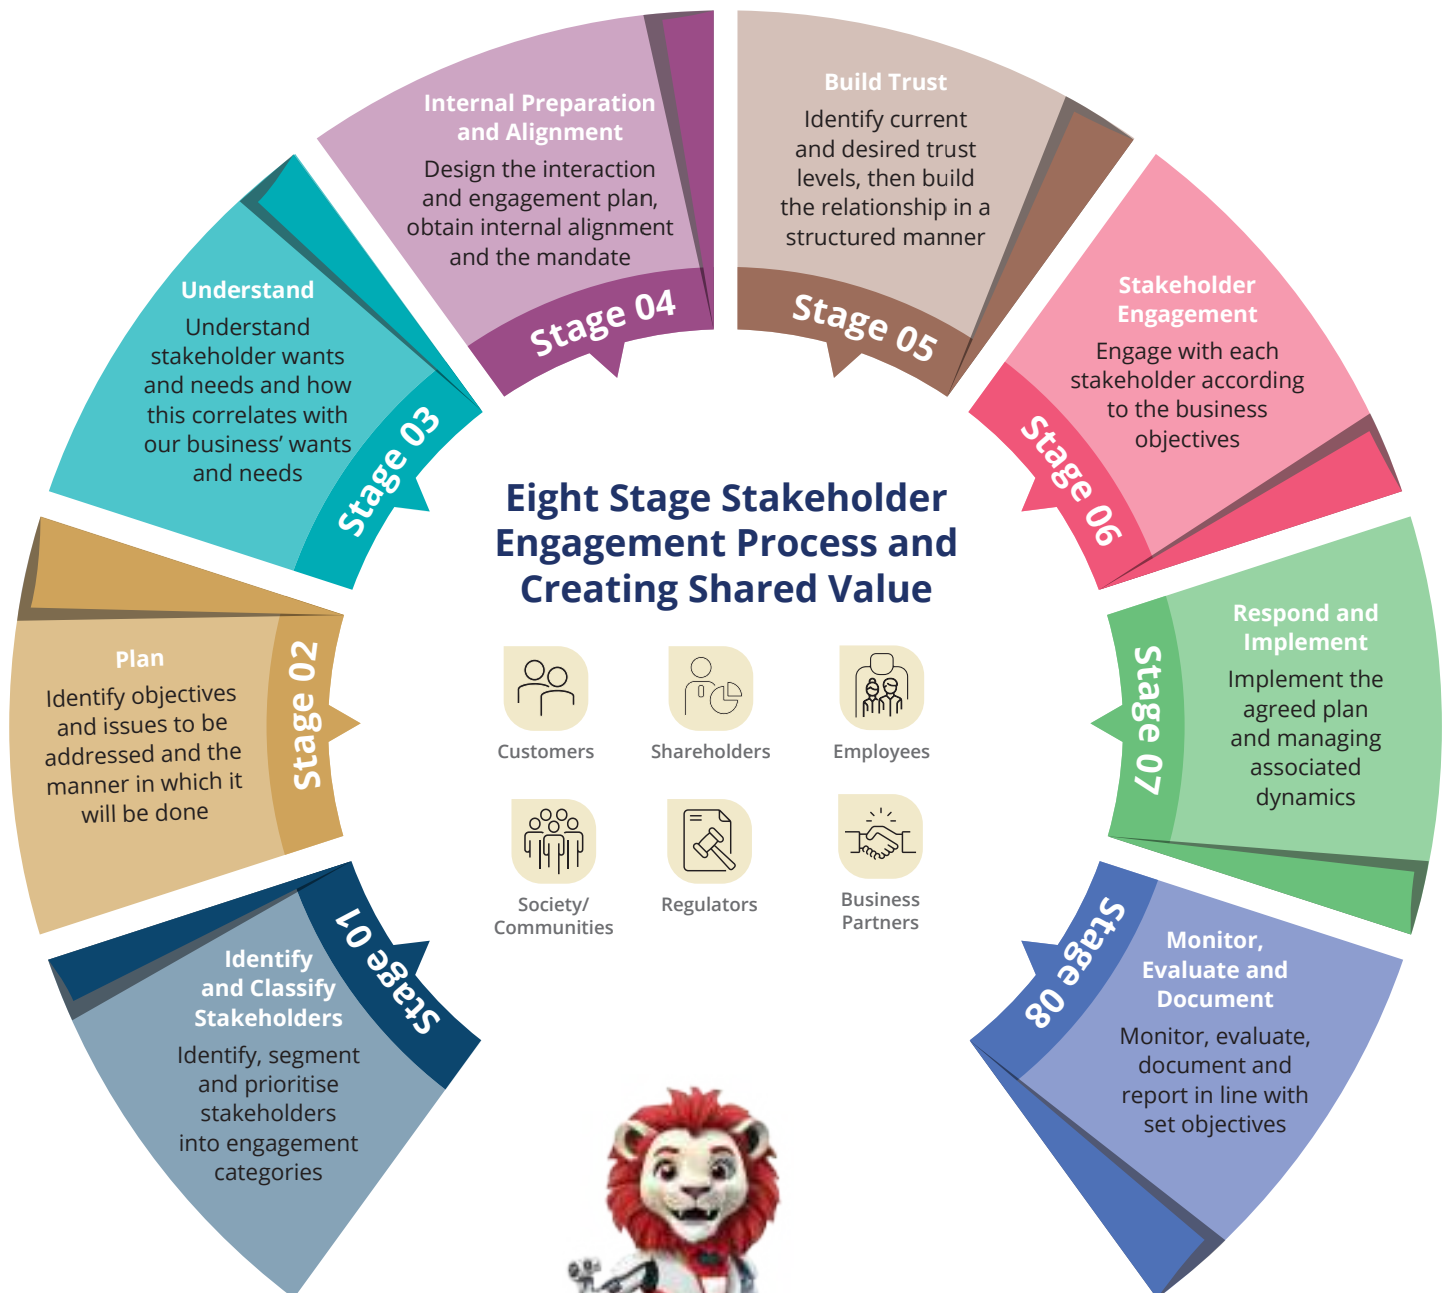 Eight Stage Stakeholder
Engagement Process and
Creating Shared Value
Customers
Shareholders
Employees
Society/
Communities
Regulators
Business
Partners
Stage 01
Identify
and Classify
Stakeholders
Identify, segment
and prioritise
stakeholders
into engagement
categories
Stage 02
Plan
Identify objectives
and issues to be
addressed and the
manner in which it
will be done
Stage 03
Understand
Understand
stakeholder wants
and needs and how
this correlates with
our business’ wants
and needs
Stage 04
Internal Preparation
and Alignment
Design the interaction
and engagement plan,
obtain internal alignment
and the mandate
Stage 05
Build Trust
Identify current
and desired trust
levels, then build
the relationship in a
structured manner
Stage 06
Stakeholder
Engagement
Engage with each
stakeholder according
to the business
objectives
Stage 07
Respond and
Implement
Implement the
agreed plan
and managing
associated
dynamics
Stage 08
Monitor,
Evaluate and
Document
Monitor, evaluate,
document and
report in line with
set objectives